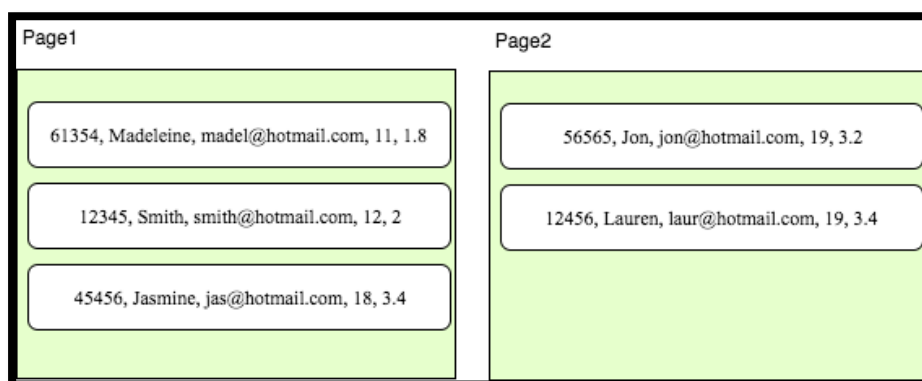 Page1
61354, Madeleine, madel@hotmail.com, 11, 1.8
12345, Smith, smith@hotmail.com, 12, 2
45456, Jasmine, jas@hotmail.com, 18, 3.4
Page2
56565, Jon, jon@hotmail.com, 19, 3.2
12456, Lauren, laur@hotmail.com, 19, 3.4